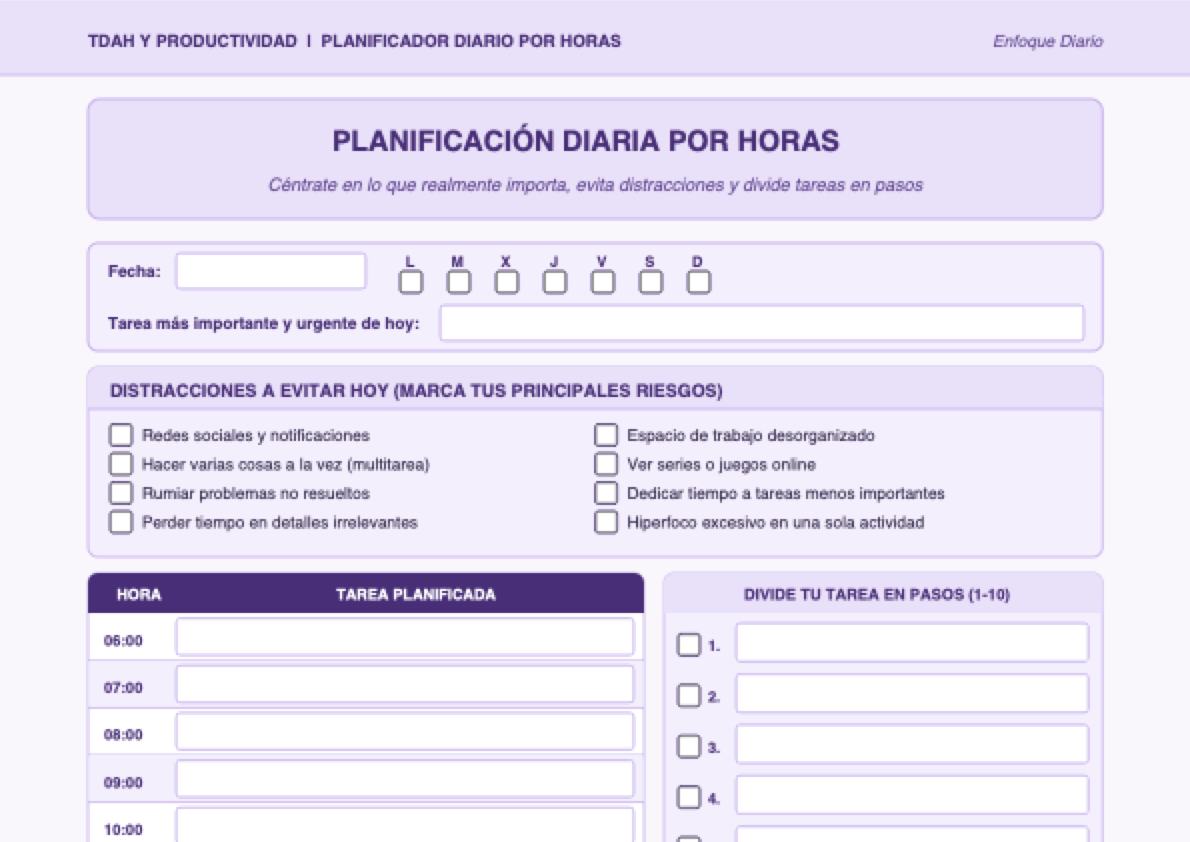 TDAH Y PRODUCTIVIDAD | PLANIFICADOR DIARIO POR HORAS
Enfoque Diario
PLANIFICACIÓN DIARIA POR HORAS
Céntrate en lo que realmente importa, evita distracciones y divide tareas en pasos
Fecha:
L M X J V S D
Tarea más importante y urgente de hoy:
DISTRACCIONES A EVITAR HOY (MARCA TUS PRINCIPALES RIESGOS)
Redes sociales y notificaciones
Hacer varias cosas a la vez (multitarea)
Rumiar problemas no resueltos
Perder tiempo en detalles irrelevantes
Espacio de trabajo desorganizado
Ver series o juegos online
Dedicar tiempo a tareas menos importantes
Hiperfoco excesivo en una sola actividad
HORA TAREA PLANIFICADA
06:00
07:00
08:00
09:00
10:00
DIVIDE TU TAREA EN PASOS (1-10)
1.
2.
3.
4.